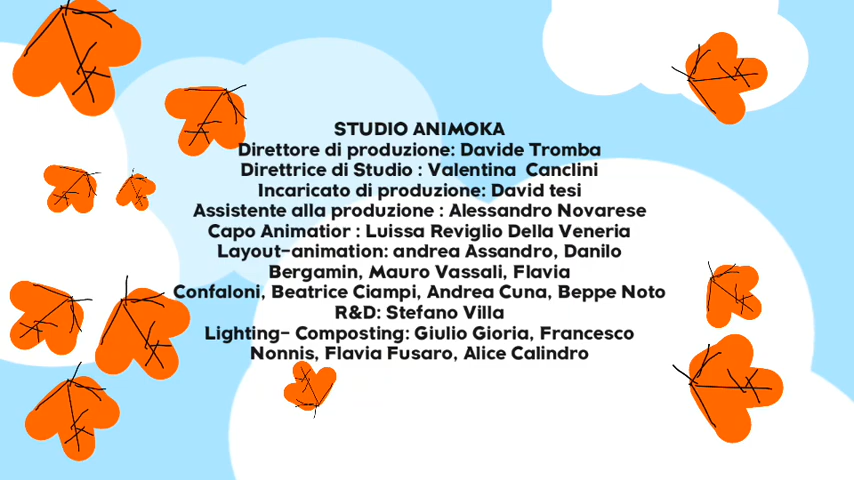 STUDIO ANIMOKA
Direttore di produzione: Davide Tromba
Direttrice di Studio : Valentina Canclini
Incaricato di produzione: David tesi
Assistente alla produzione : Alessandro Novarese
Capo Animatior : Luissa Reviglio Della Veneria
Layout-animation: andrea Assandro, Danilo
Bergamin, Mauro Vassali, Flavia
Confaloni, Beatrice Ciampi, Andrea Cuna, Beppe Noto
R&D: Stefano Villa
Lighting- Composting: Giulio Gioria, Francesco
Nonnis, Flavia Fusaro, Alice Calindro